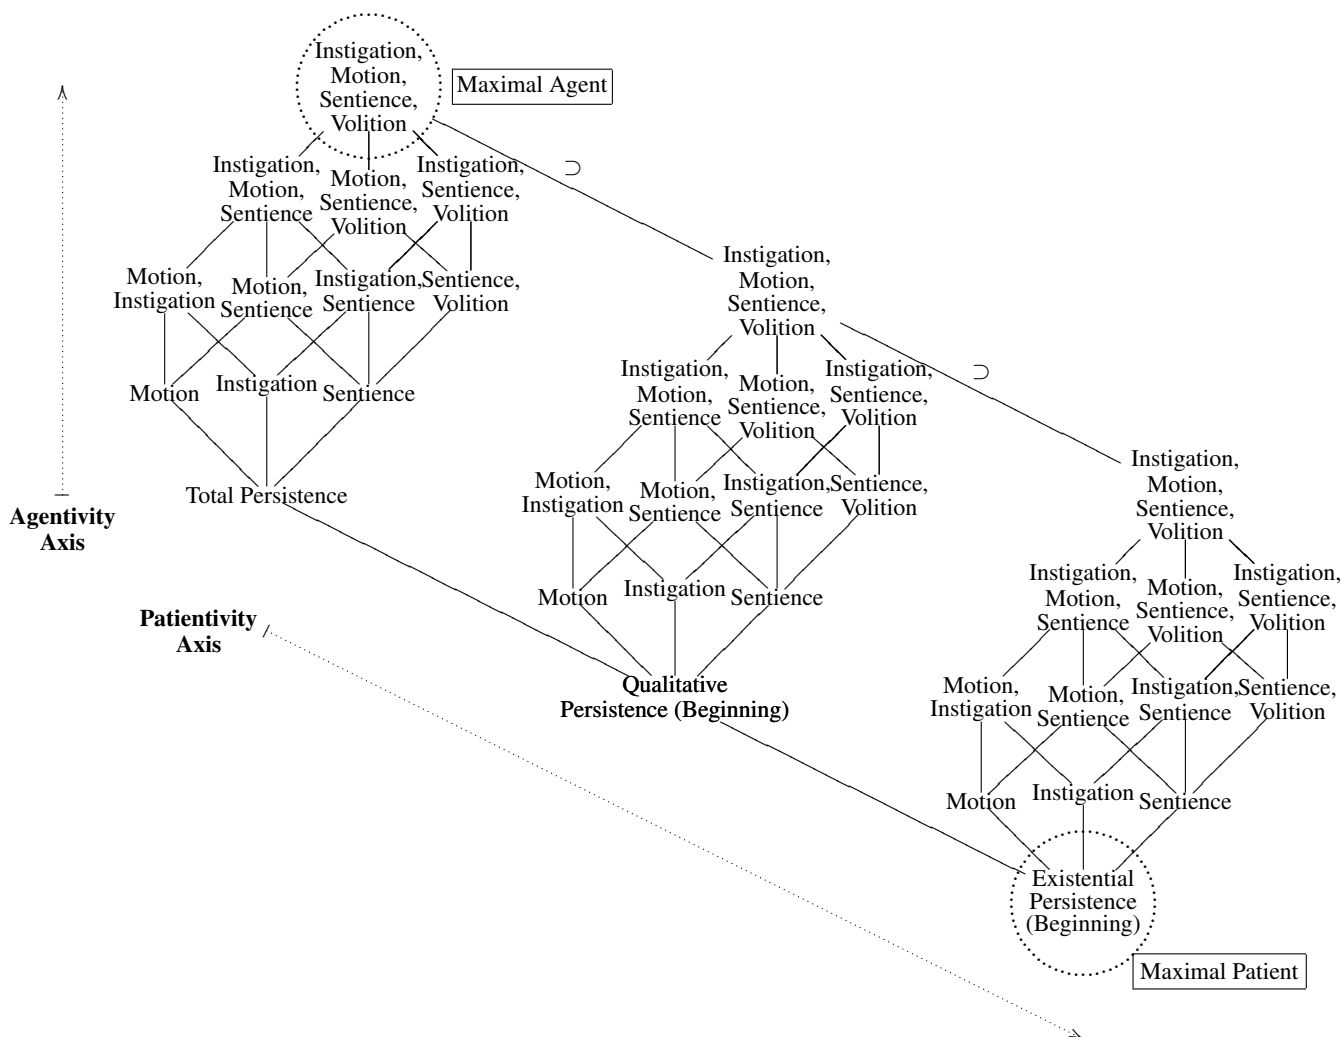 Instigation,
Motion,
Sentience,
Volition
Maximal Agent
Instigation,
Motion,
Sentience
Motion,
Sentience,
Volition
Instigation,
Sentience,
Volition
⊃
Motion,
Instigation
Motion,
Sentience
Instigation,
Sentience
Sentience,
Volition
Motion
Instigation
Sentience
Total Persistence
Agentivity
Axis
Instigation,
Motion,
Sentience,
Volition
Instigation,
Motion,
Sentience
Motion,
Sentience,
Volition
Instigation,
Sentience,
Volition
⊃
Motion,
Instigation
Motion,
Sentience
Instigation,
Sentience
Sentience,
Volition
Motion
Instigation
Sentience
Qualitative
Persistence (Beginning)
Patientivity
Axis
Instigation,
Motion,
Sentience,
Volition
Instigation,
Motion,
Sentience
Motion,
Sentience,
Volition
Instigation,
Sentience,
Volition
Motion,
Instigation
Motion,
Sentience
Instigation,
Sentience
Sentience,
Volition
Motion
Instigation
Sentience
Existential
Persistence
(Beginning)
Maximal Patient